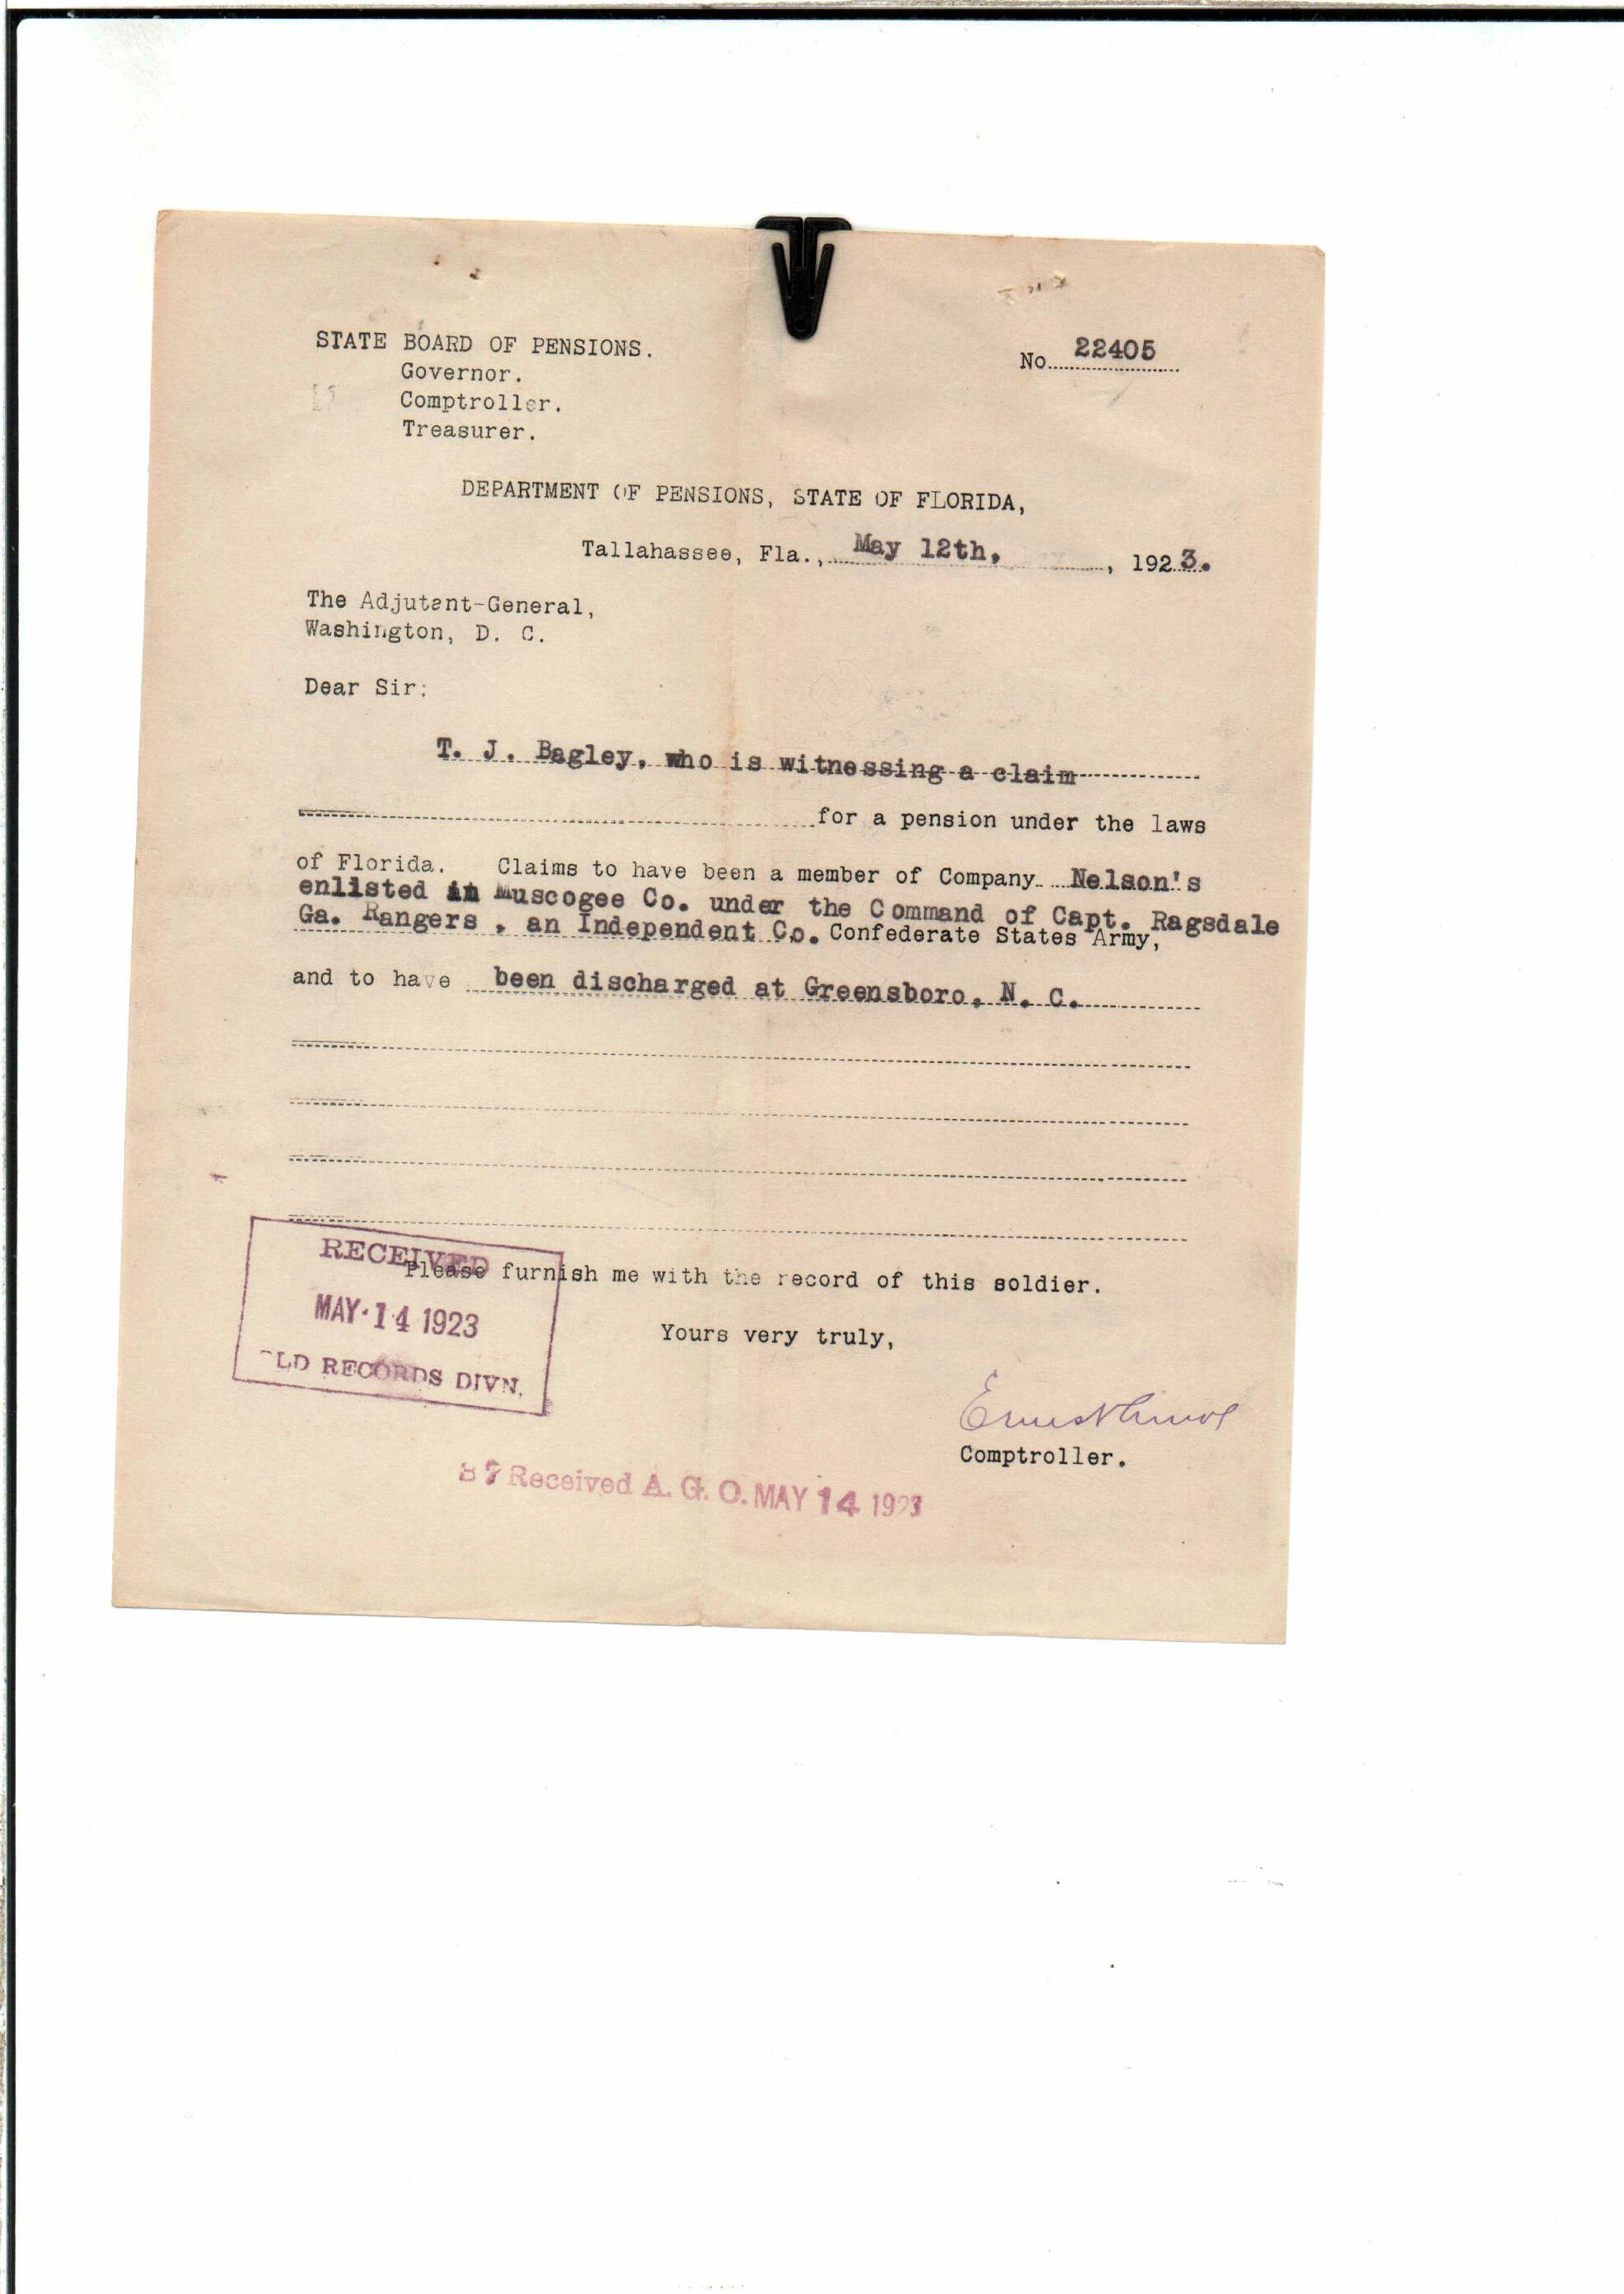 STATE BOARD OF PENSIONS.
No. 22405
Governor.
Comptroller.
Treasurer.
DEPARTMENT OF PENSIONS, STATE OF FLORIDA,
Tallahassee, Fla., May 12th, , 1923.
The Adjutant-General,
Washington, D. C.
Dear Sir:
T. J. Bagley, who is witnessing a claim
for a pension under the laws
of Florida. Claims to have been a member of Company Nelson's
enlisted in Muscogee Co. under the Command of Capt. Ragsdale
Ga. Rangers , an Independent Co. Confederate States Army,
and to have been discharged at Greensboro, N. C.
Please furnish me with the record of this soldier.
Yours very truly,
Ernest Amos
Comptroller.
RECEIVED
MAY 14 1923
OLD RECORDS DIVN.
Received A. G. O. MAY 14 1923